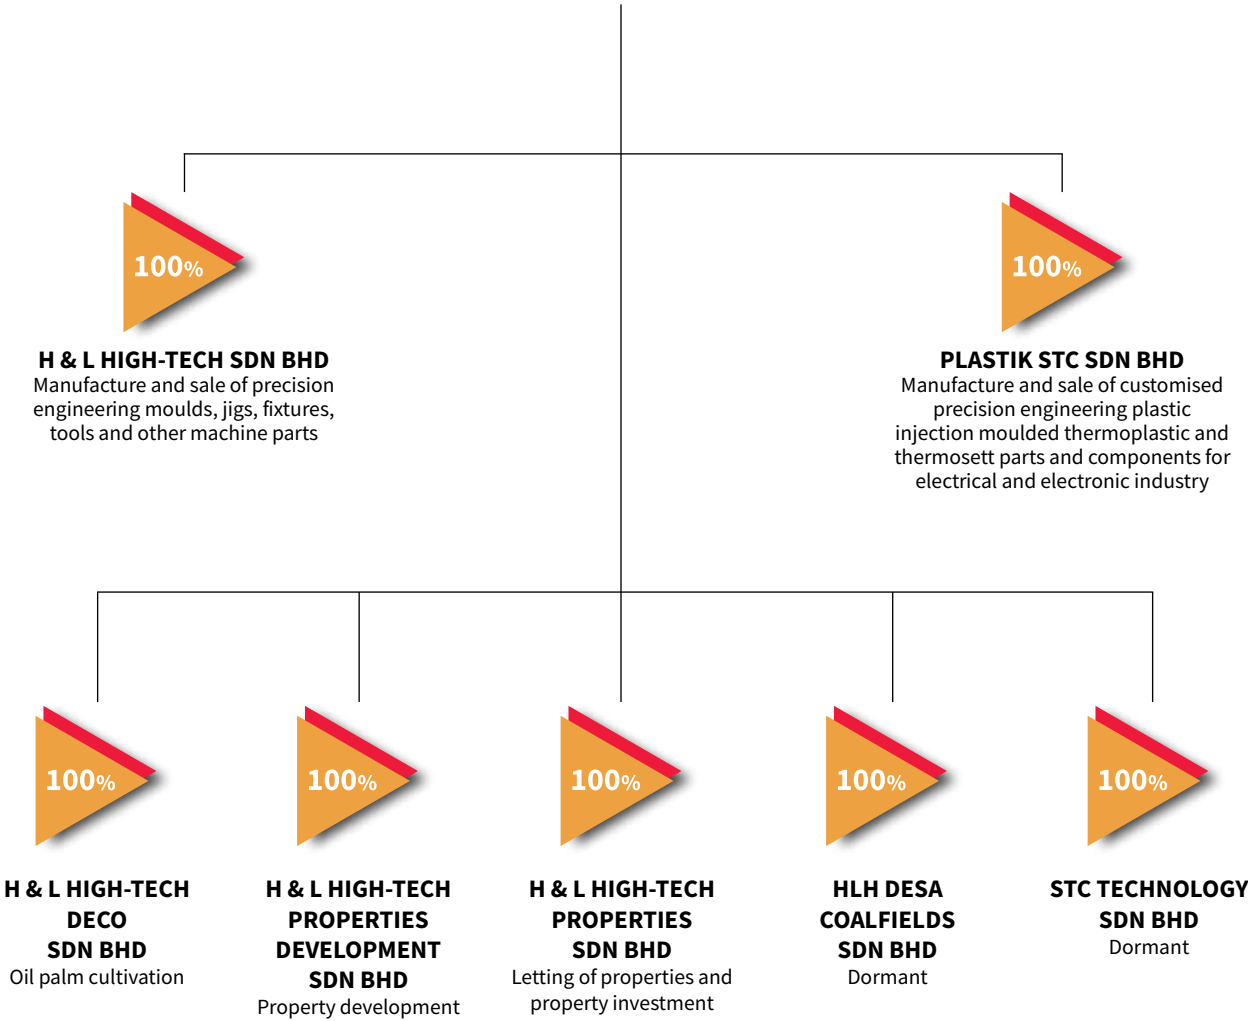 100%
H & L HIGH-TECH SDN BHD
Manufacture and sale of precision
engineering moulds, jigs, fixtures,
tools and other machine parts
100%
PLASTIK STC SDN BHD
Manufacture and sale of customised
precision engineering plastic
injection moulded thermoplastic and
thermosett parts and components for
electrical and electronic industry
100%
H & L HIGH-TECH
DECO
SDN BHD
Oil palm cultivation
100%
H & L HIGH-TECH
PROPERTIES
DEVELOPMENT
SDN BHD
Property development
100%
H & L HIGH-TECH
PROPERTIES
SDN BHD
Letting of properties and
property investment
100%
HLH DESA
COALFIELDS
SDN BHD
Dormant
100%
STC TECHNOLOGY
SDN BHD
Dormant